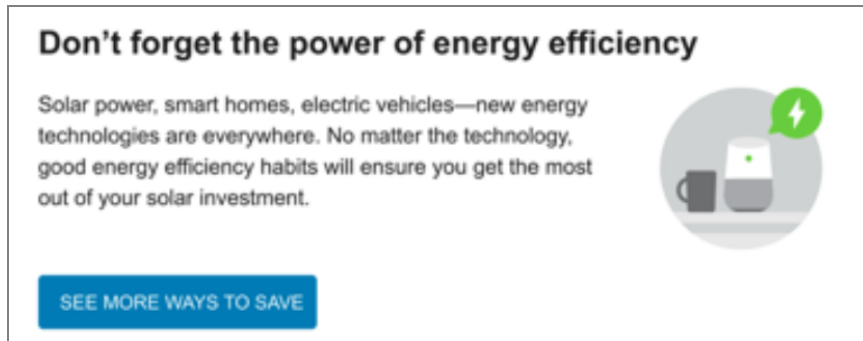 Don’t forget the power of energy efficiency
Solar power, smart homes, electric vehicles—new energy
technologies are everywhere. No matter the technology,
good energy efficiency habits will ensure you get the most
out of your solar investment.
SEE MORE WAYS TO SAVE